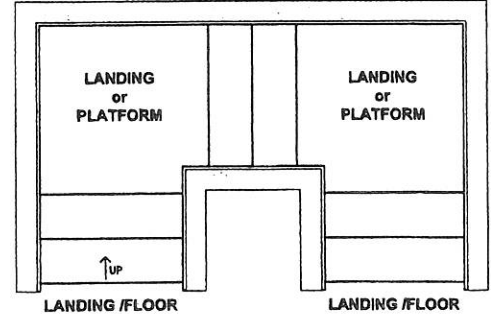 LANDING
or
PLATFORM
LANDING
or
PLATFORM
UP
LANDING /FLOOR
LANDING /FLOOR